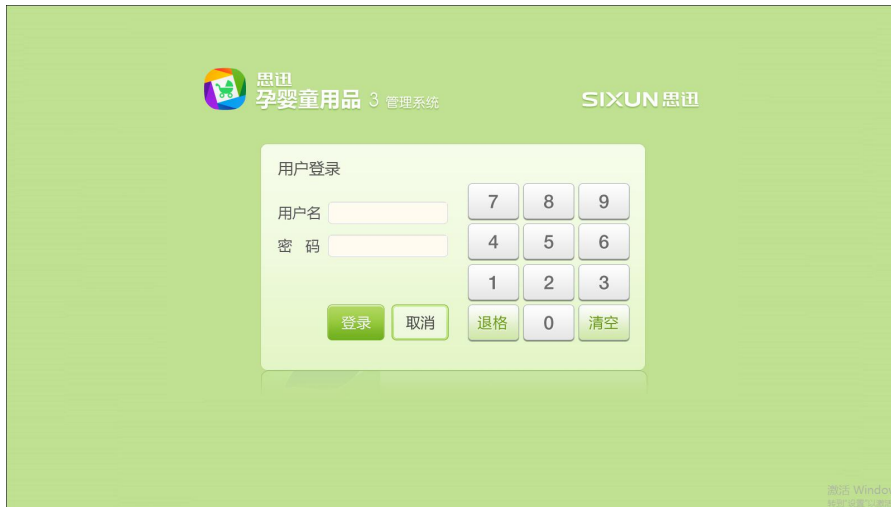 思迅
孕婴童用品 3 管理系统
SIXUN思迅
用户登录
用户名
密 码
7 8 9
4 5 6
1 2 3
登录 取消 退格 0 清空
激活 Window